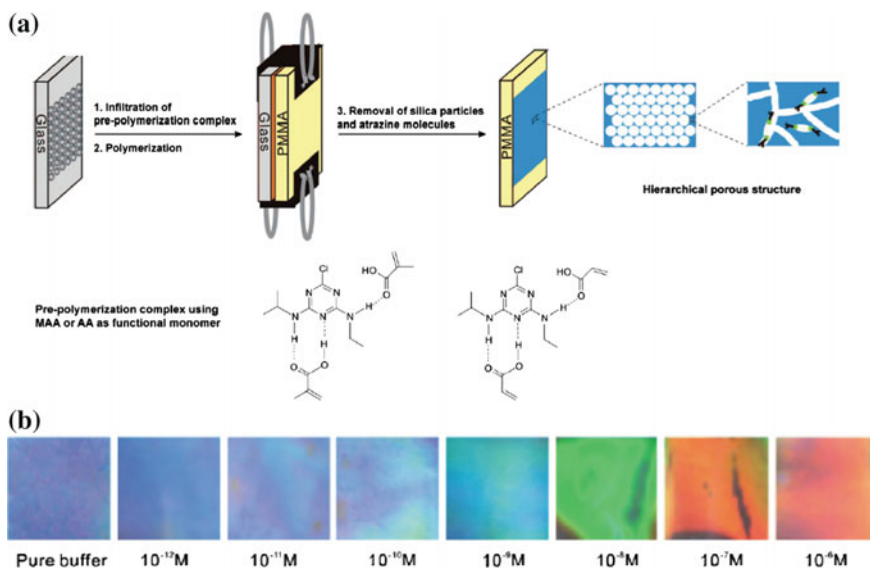 (a)
Glass
1. Infiltration of
pre-polymerization complex
2. Polymerization
Glass
PMMA
3. Removal of silica particles
and atrazine molecules
PMMA
Hierarchical porous structure
Pre-polymerization complex using
MAA or AA as functional monomer
Cl
HO
O
N
N
N
N
N
H
H
H
O
O
Cl
HO
O
N
N
N
N
N
H
H
H
O
O
(b)
Pure buffer
10⁻¹²M
10⁻¹¹M
10⁻¹⁰M
10⁻⁹M
10⁻⁸M
10⁻⁷M
10⁻⁶M